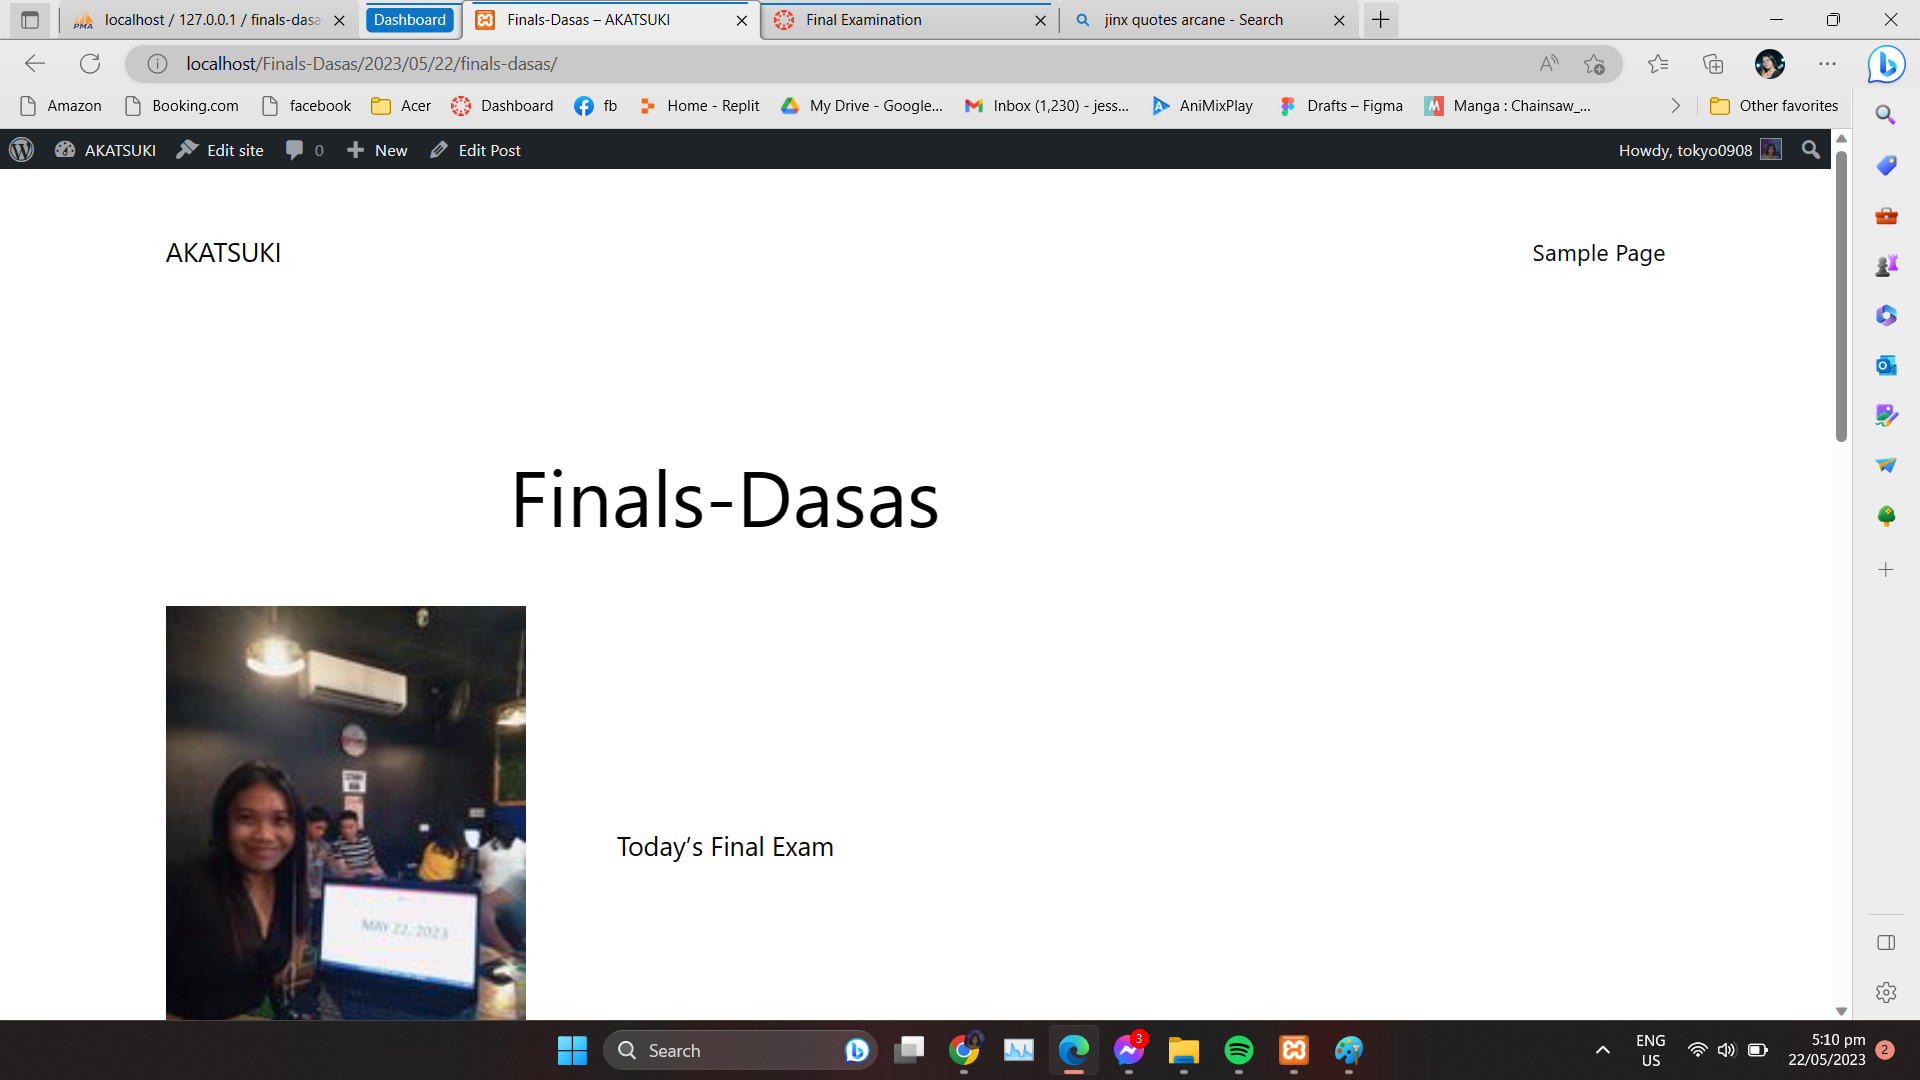 localhost / 127.0.0.1 / finals-dasa
Dashboard
Finals-Dasas – AKATSUKI
Final Examination
jinx quotes arcane - Search
localhost/Finals-Dasas/2023/05/22/finals-dasas/
Amazon
Booking.com
facebook
Acer
Dashboard
fb
Home - Replit
My Drive - Google...
Inbox (1,230) - jess...
AniMixPlay
Drafts – Figma
Manga : Chainsaw_...
Other favorites
AKATSUKI
Edit site
0
New
Edit Post
Howdy, tokyo0908
AKATSUKI
Sample Page
Finals-Dasas
Today’s Final Exam
MAY 22, 2023
Search
3
ENG
US
5:10 pm
22/05/2023
2